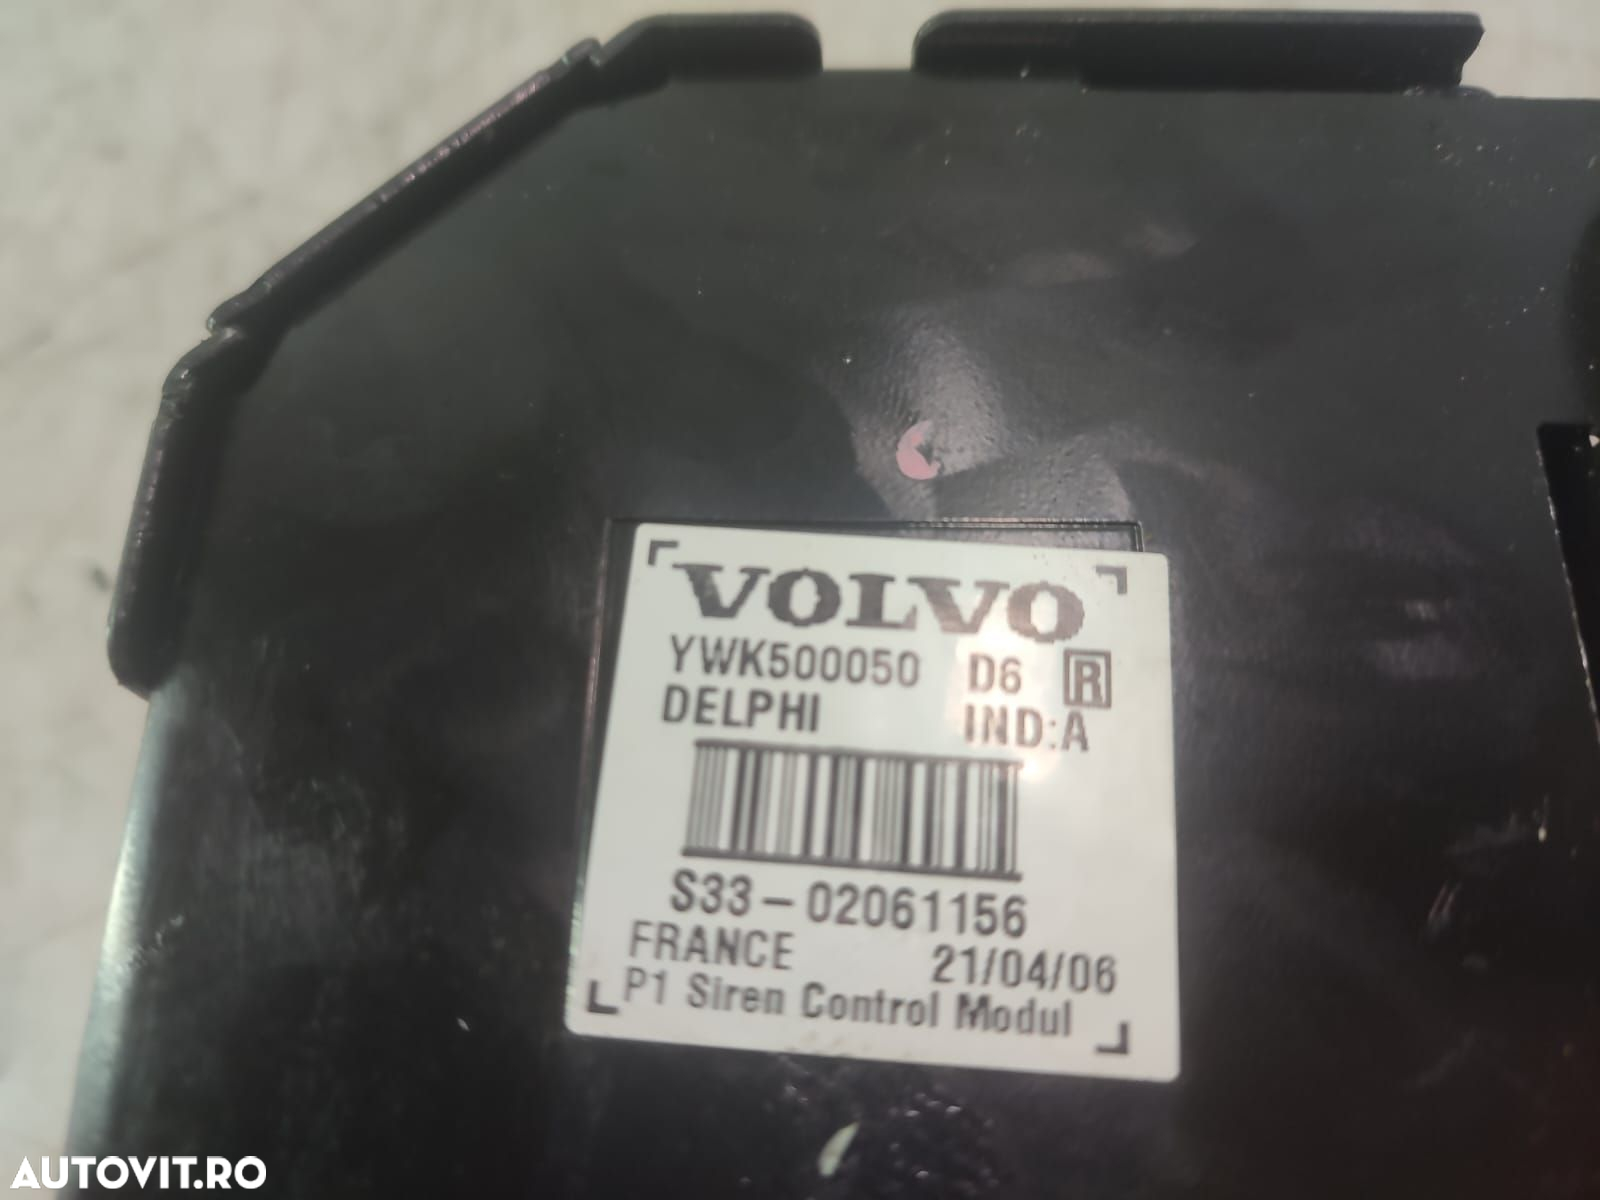 VOLVO
YWK500050 D6 R
DELPHI IND:A
S33-02061156
FRANCE 21/04/06
P1 Siren Control Modul
AUTOVIT.RO